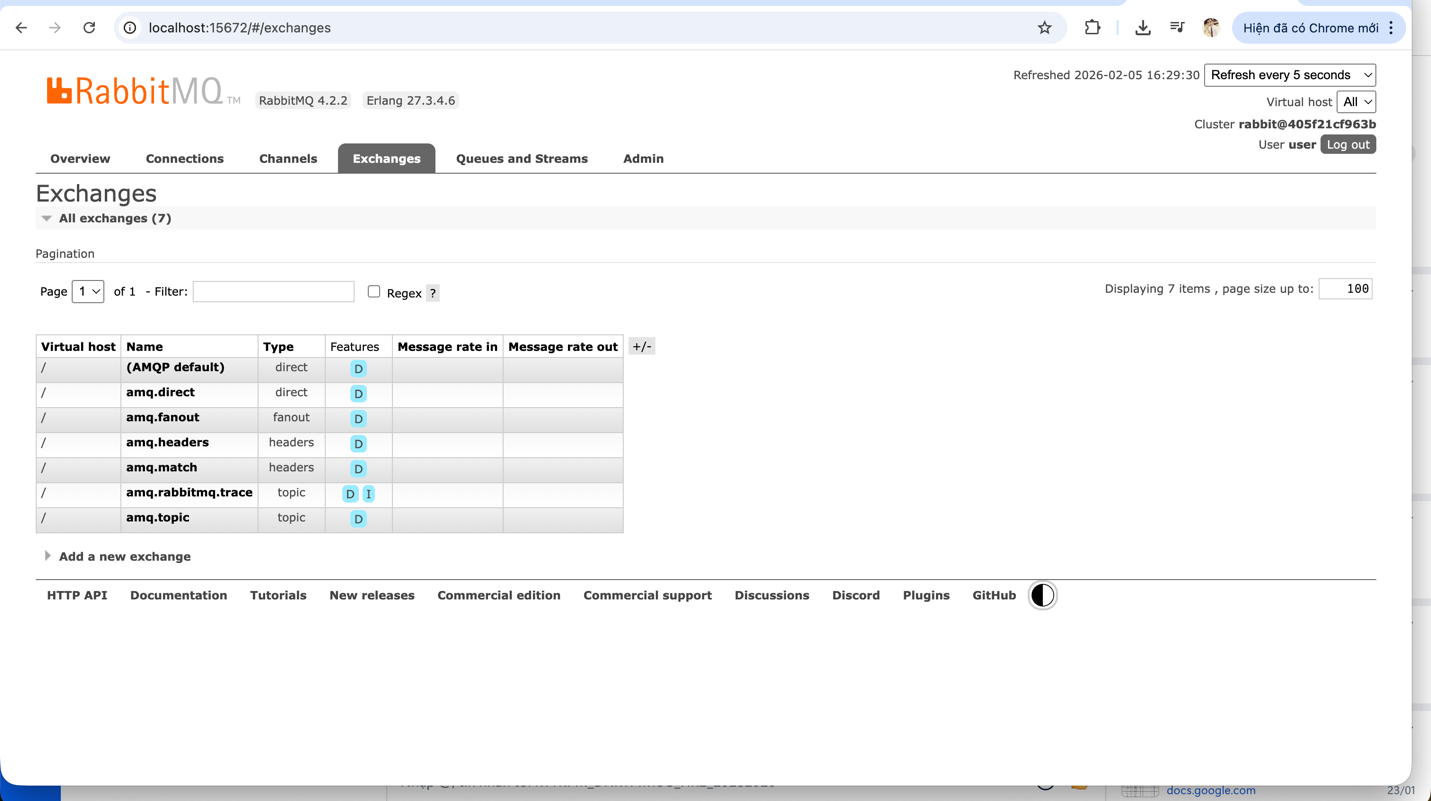 localhost:15672/#/exchanges
Hiện đã có Chrome mới
RabbitMQ TM
RabbitMQ 4.2.2 Erlang 27.3.4.6
Refreshed 2026-02-05 16:29:30 Refresh every 5 seconds
Virtual host All
Cluster rabbit@405f21cf963b
User user Log out
Overview Connections Channels Exchanges Queues and Streams Admin
Exchanges
All exchanges (7)
Pagination
Page 1 of 1 - Filter: Regex ?
Displaying 7 items , page size up to: 100
Virtual host Name Type Features Message rate in Message rate out +/-
/ (AMQP default) direct D
/ amq.direct direct D
/ amq.fanout fanout D
/ amq.headers headers D
/ amq.match headers D
/ amq.rabbitmq.trace topic D I
/ amq.topic topic D
Add a new exchange
HTTP API Documentation Tutorials New releases Commercial edition Commercial support Discussions Discord Plugins GitHub
docs.google.com
23/01